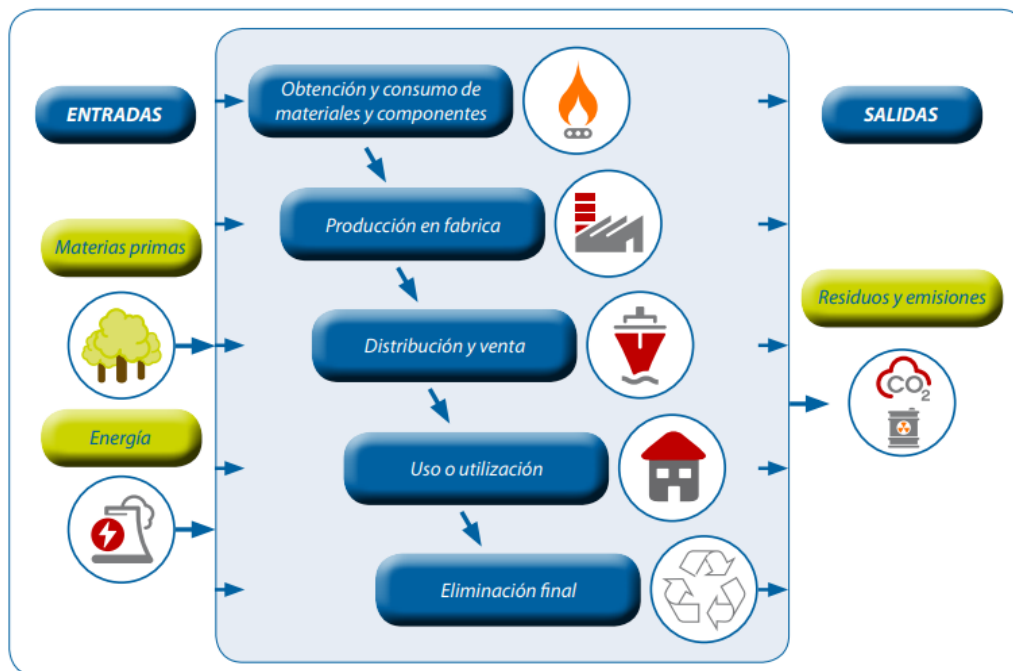 ENTRADAS
Obtención y consumo de
materiales y componentes
SALIDAS
Producción en fabrica
Materias primas
Residuos y emisiones
Distribución y venta
CO2
Energía
Uso o utilización
Eliminación final